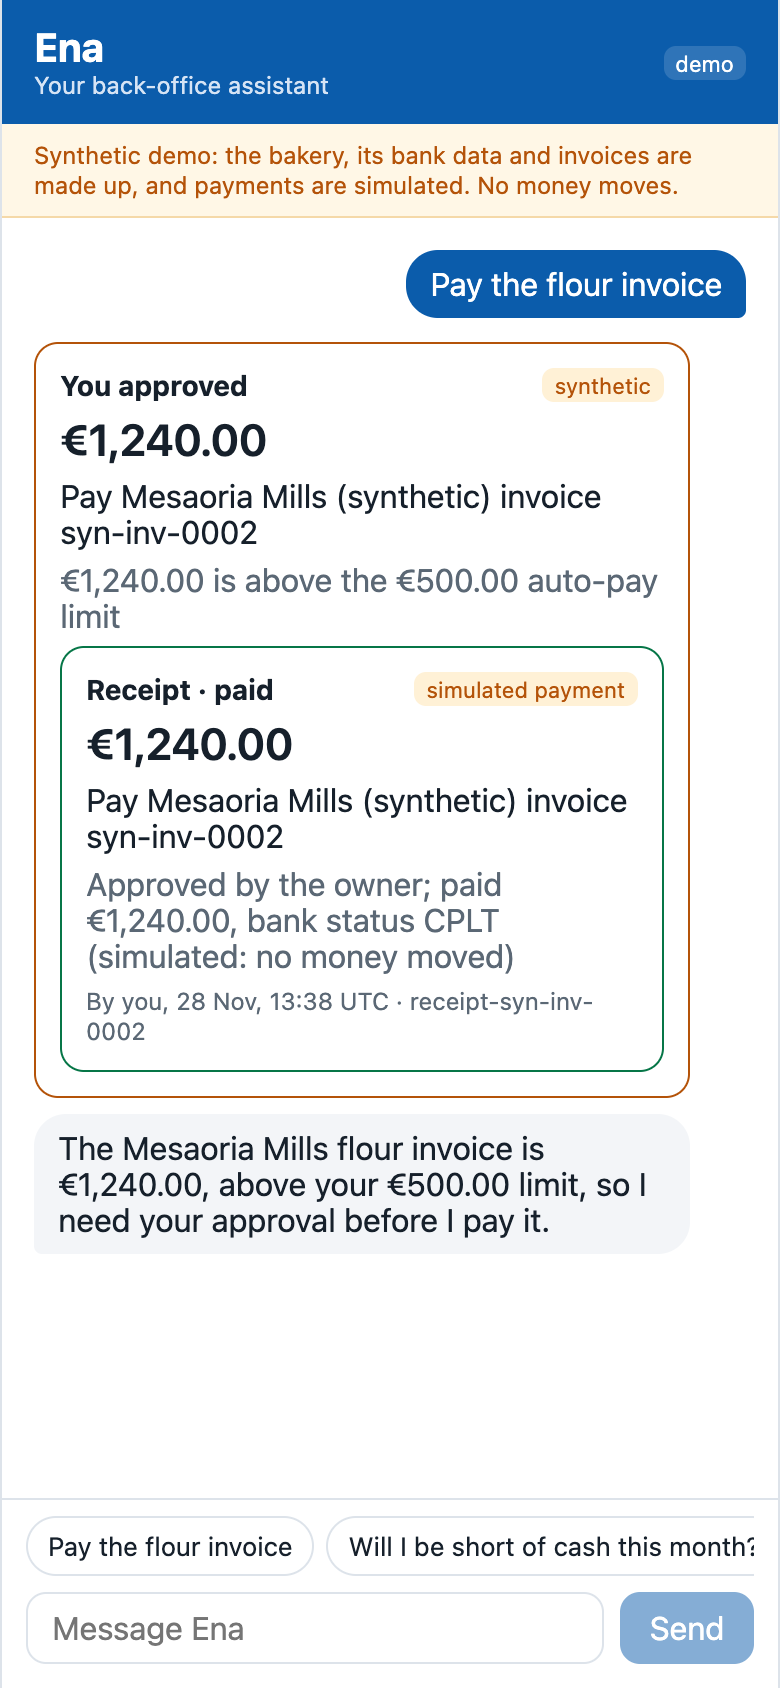 Ena
Your back-office assistant
demo
Synthetic demo: the bakery, its bank data and invoices are
made up, and payments are simulated. No money moves.
Pay the flour invoice
You approved
synthetic
€1,240.00
Pay Mesaoria Mills (synthetic) invoice
syn-inv-0002
€1,240.00 is above the €500.00 auto-pay
limit
Receipt · paid
simulated payment
€1,240.00
Pay Mesaoria Mills (synthetic) invoice
syn-inv-0002
Approved by the owner; paid
€1,240.00, bank status CPLT
(simulated: no money moved)
By you, 28 Nov, 13:38 UTC · receipt-syn-inv-
0002
The Mesaoria Mills flour invoice is
€1,240.00, above your €500.00 limit, so I
need your approval before I pay it.
Pay the flour invoice
Will I be short of cash this month?
Message Ena
Send